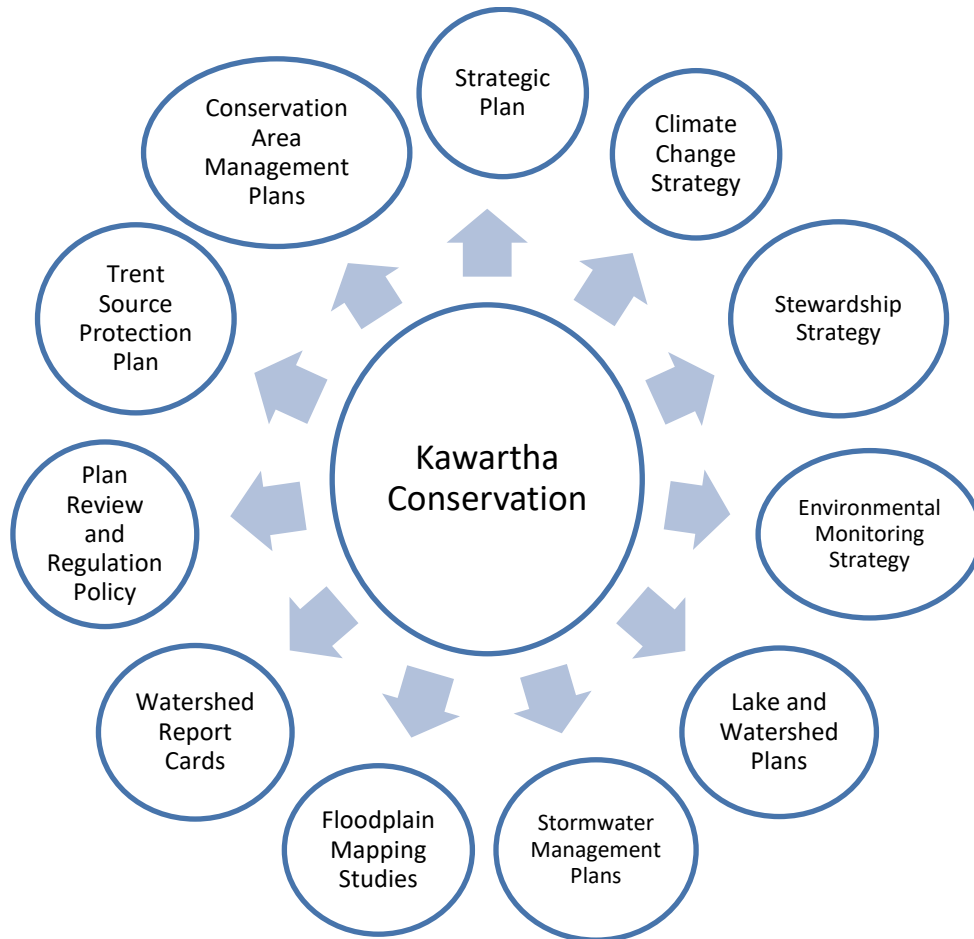 Strategic
Plan
Climate
Change
Strategy
Stewardship
Strategy
Environmental
Monitoring
Strategy
Lake and
Watershed
Plans
Stormwater
Management
Plans
Floodplain
Mapping
Studies
Watershed
Report
Cards
Plan
Review
and
Regulation
Policy
Trent
Source
Protection
Plan
Conservation
Area
Management
Plans
Kawartha
Conservation